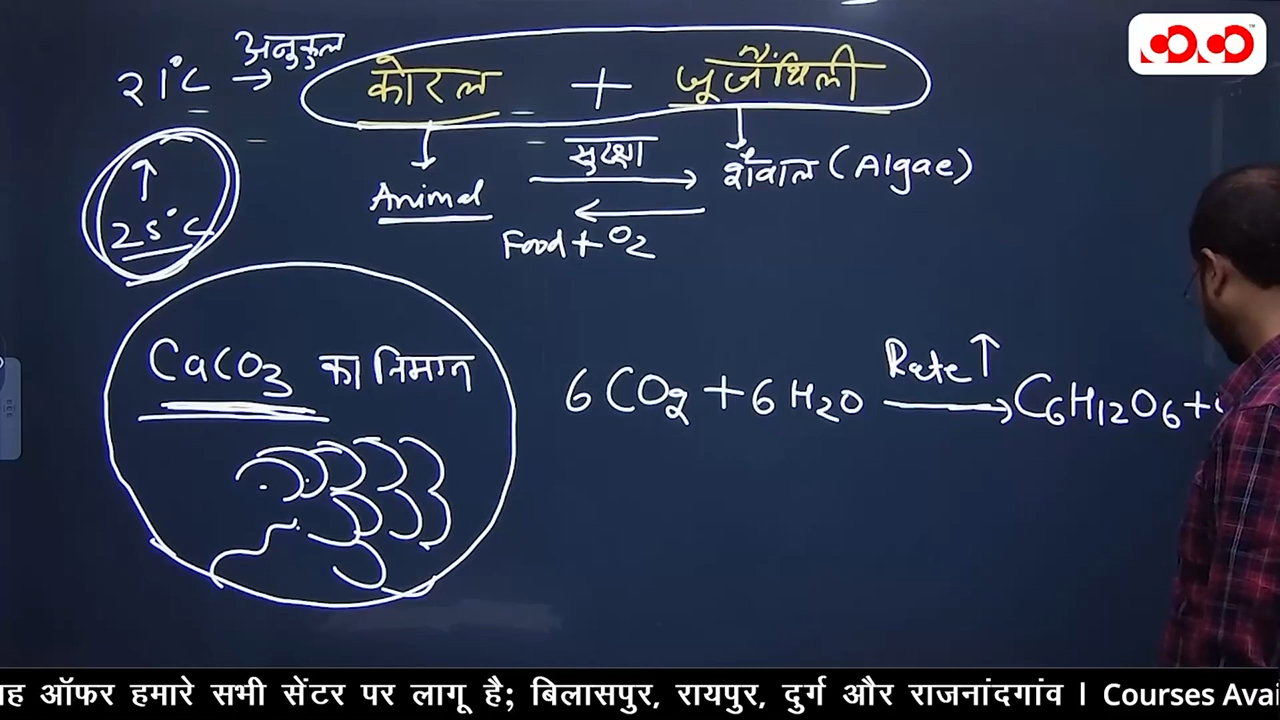 21°C → अनुकुल
कोरल + जूजैंथिली
↑
25°C
Animal
सुरक्षा
शैवाल (Algae)
Food + O2
CaCO3 का निमान
6CO2 + 6H2O Rate↑ → C6H12O6 +
ह ऑफर हमारे सभी सेंटर पर लागू है; बिलासपुर, रायपुर, दुर्ग और राजनांदगांव । Courses Avai